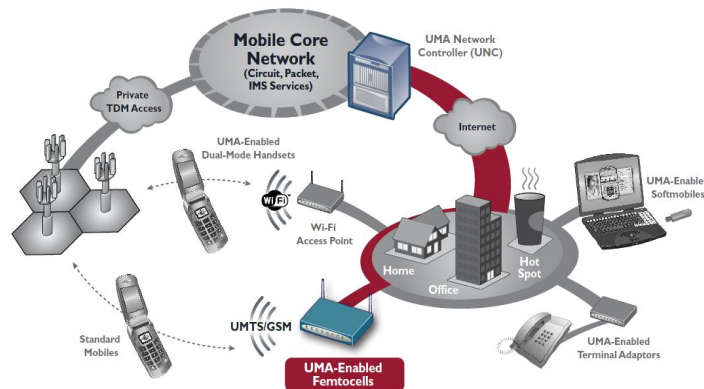 Mobile Core
Network
(Circuit, Packet,
IMS Services)
UMA Network
Controller (UNC)
Private
TDM Access
Internet
UMA-Enabled
Dual-Mode Handsets
Wi Fi
Wi-Fi
Access Point
UMA-Enable
Softmobiles
Home
Office
Hot
Spot
UMTS/GSM
Standard
Mobiles
UMA-Enabled
Femtocells
UMA-Enabled
Terminal Adaptors